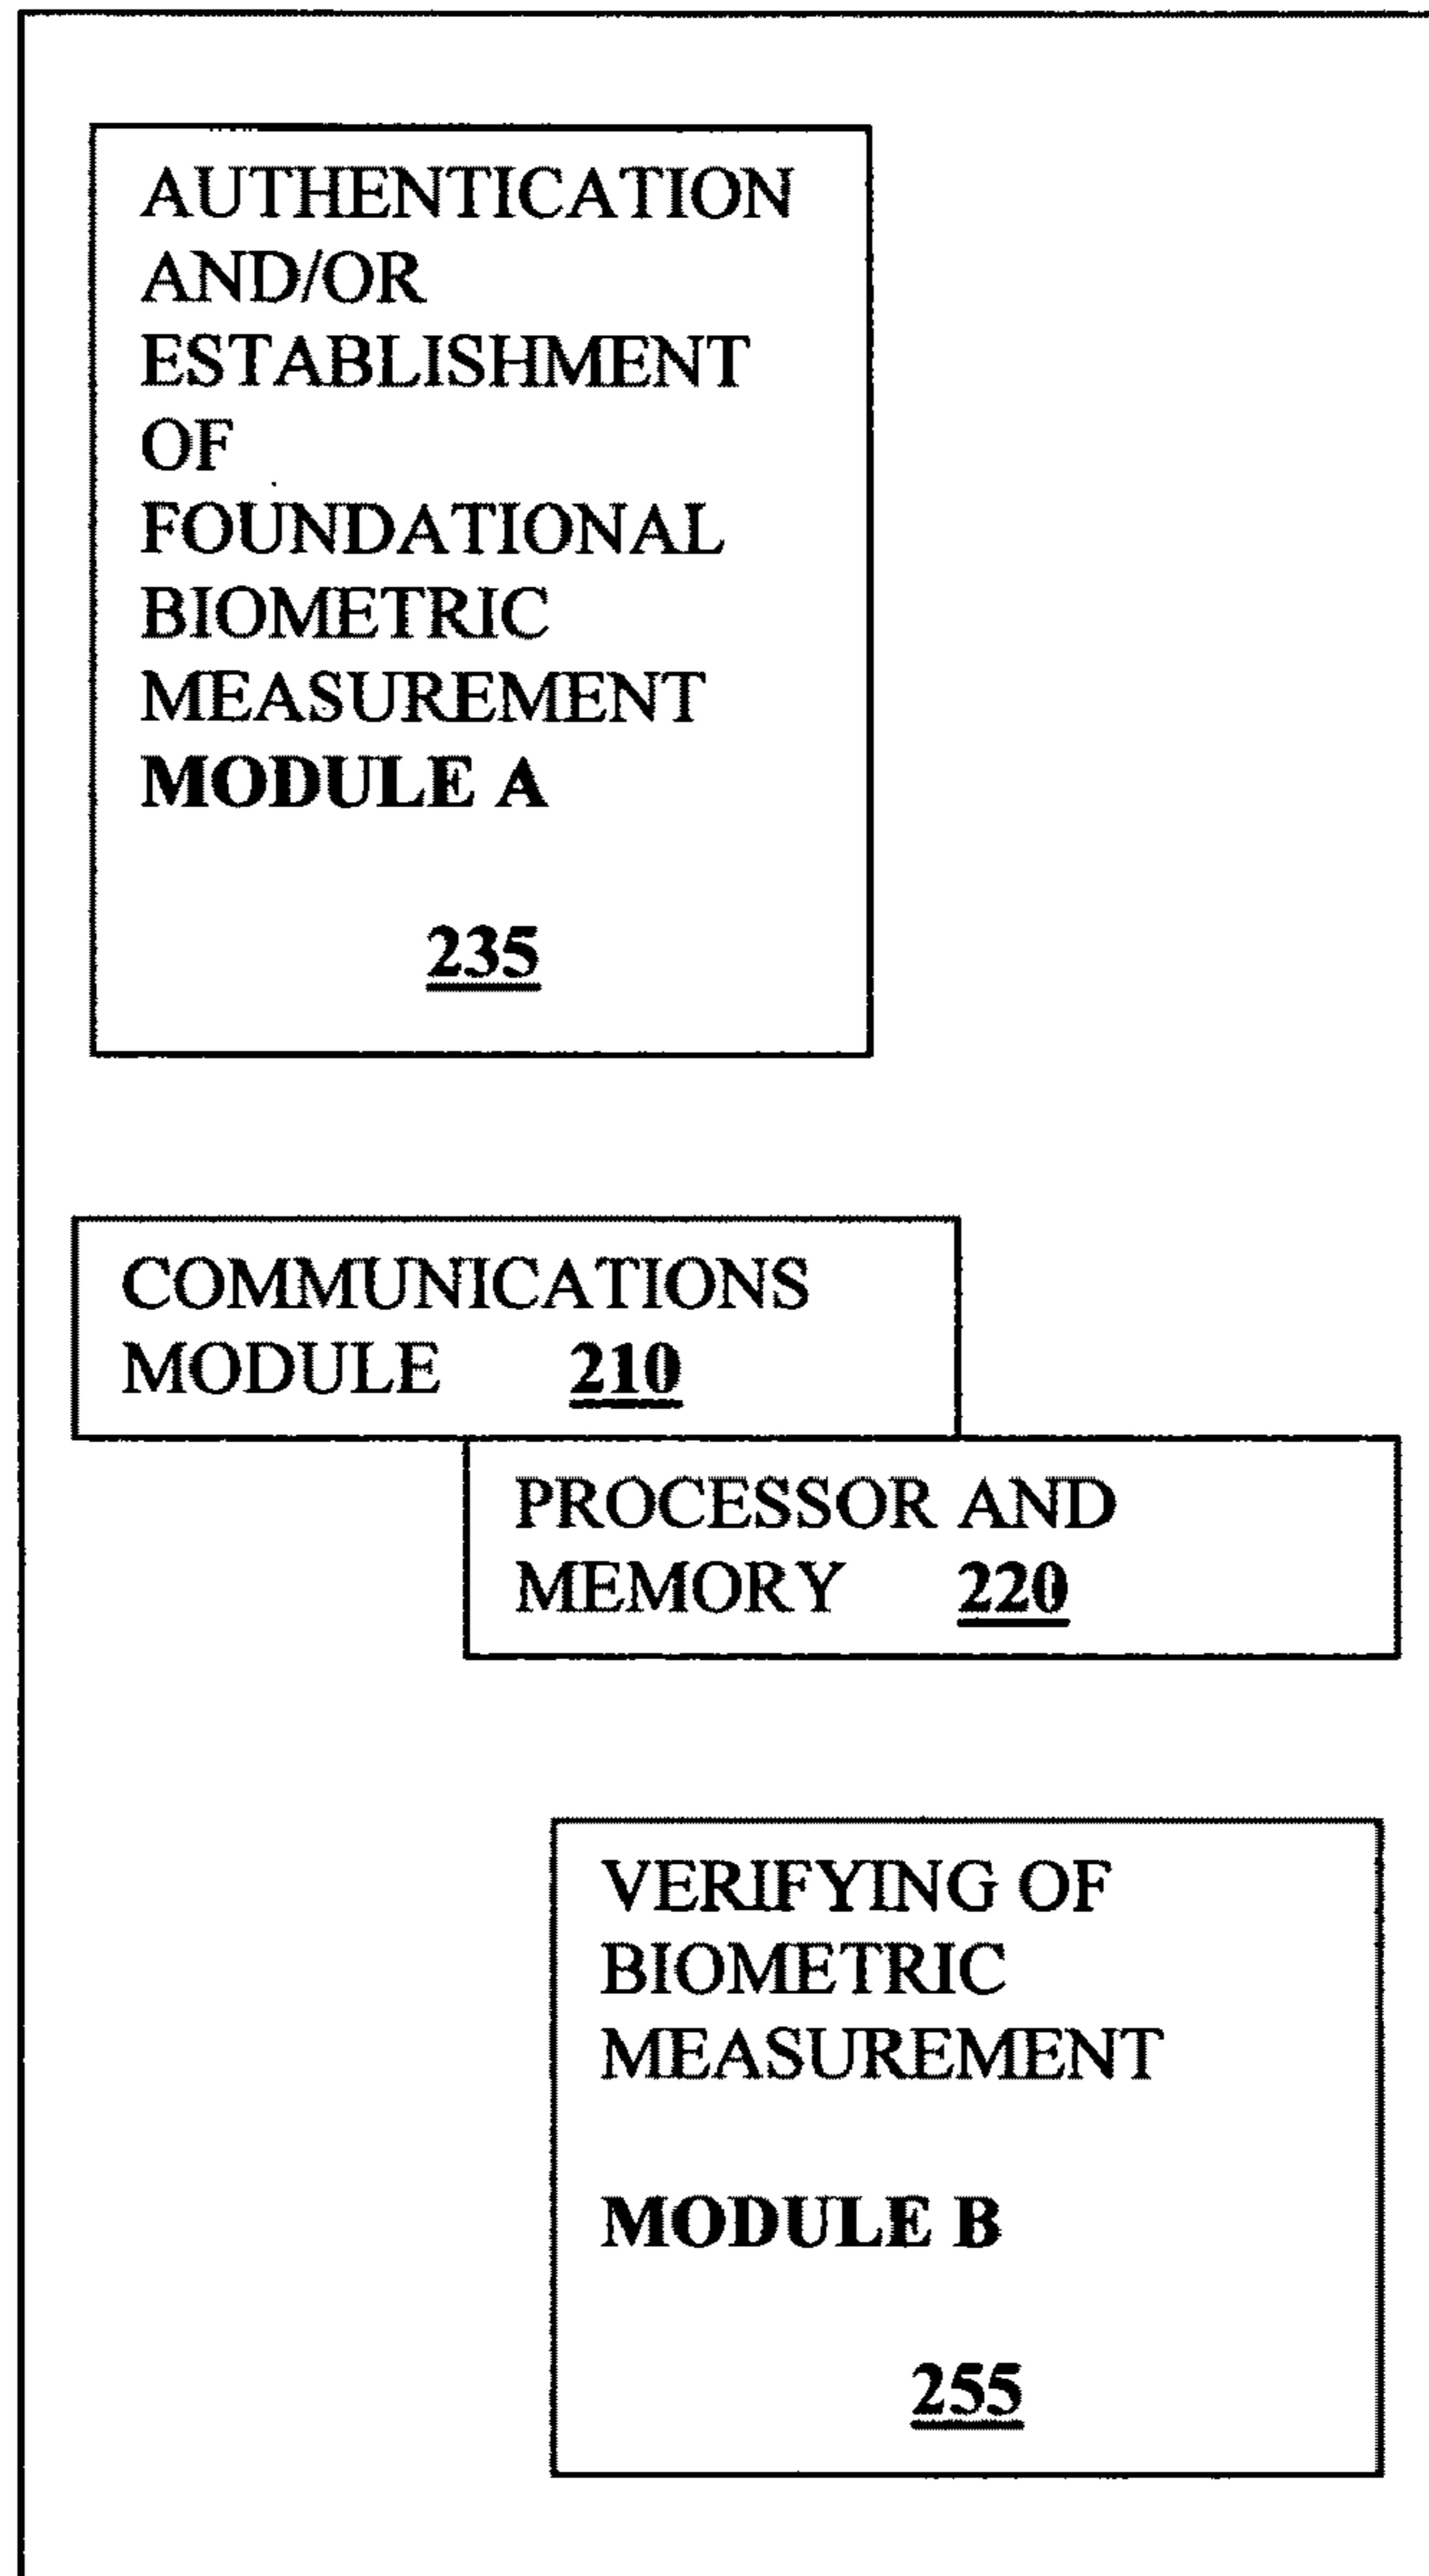 AUTHENTICATION
AND/OR
ESTABLISHMENT
OF
FOUNDATIONAL
BIOMETRIC
MEASUREMENT
MODULE A
235
COMMUNICATIONS
MODULE 210
PROCESSOR AND
MEMORY 220
VERIFYING OF
BIOMETRIC
MEASUREMENT
MODULE B
255